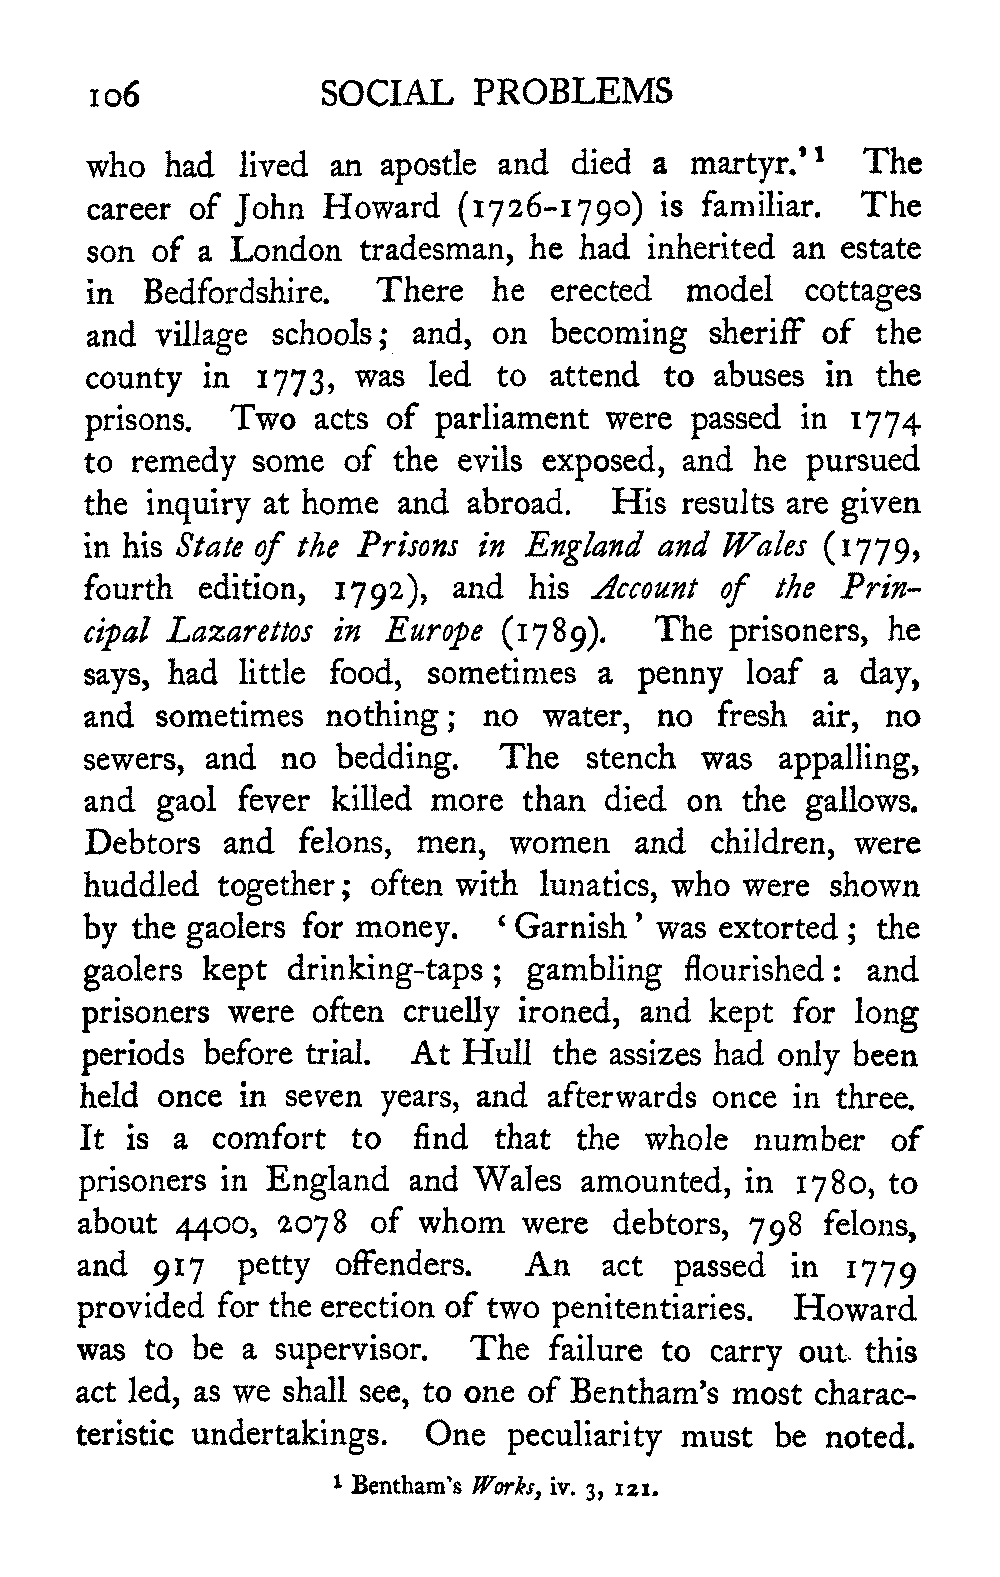 106 SOCIAL PROBLEMS
who had lived an apostle and died a martyr.’¹ The
career of John Howard (1726-1790) is familiar. The
son of a London tradesman, he had inherited an estate
in Bedfordshire. There he erected model cottages
and village schools; and, on becoming sheriff of the
county in 1773, was led to attend to abuses in the
prisons. Two acts of parliament were passed in 1774
to remedy some of the evils exposed, and he pursued
the inquiry at home and abroad. His results are given
in his State of the Prisons in England and Wales (1779,
fourth edition, 1792), and his Account of the Prin-
cipal Lazarettos in Europe (1789). The prisoners, he
says, had little food, sometimes a penny loaf a day,
and sometimes nothing; no water, no fresh air, no
sewers, and no bedding. The stench was appalling,
and gaol fever killed more than died on the gallows.
Debtors and felons, men, women and children, were
huddled together; often with lunatics, who were shown
by the gaolers for money. ‘Garnish’ was extorted; the
gaolers kept drinking-taps; gambling flourished: and
prisoners were often cruelly ironed, and kept for long
periods before trial. At Hull the assizes had only been
held once in seven years, and afterwards once in three.
It is a comfort to find that the whole number of
prisoners in England and Wales amounted, in 1780, to
about 4400, 2078 of whom were debtors, 798 felons,
and 917 petty offenders. An act passed in 1779
provided for the erection of two penitentiaries. Howard
was to be a supervisor. The failure to carry out this
act led, as we shall see, to one of Bentham’s most charac-
teristic undertakings. One peculiarity must be noted.
¹ Bentham’s Works, iv. 3, 121.